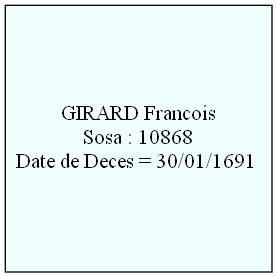 GIRARD Francois
Sosa : 10868
Date de Deces = 30/01/1691